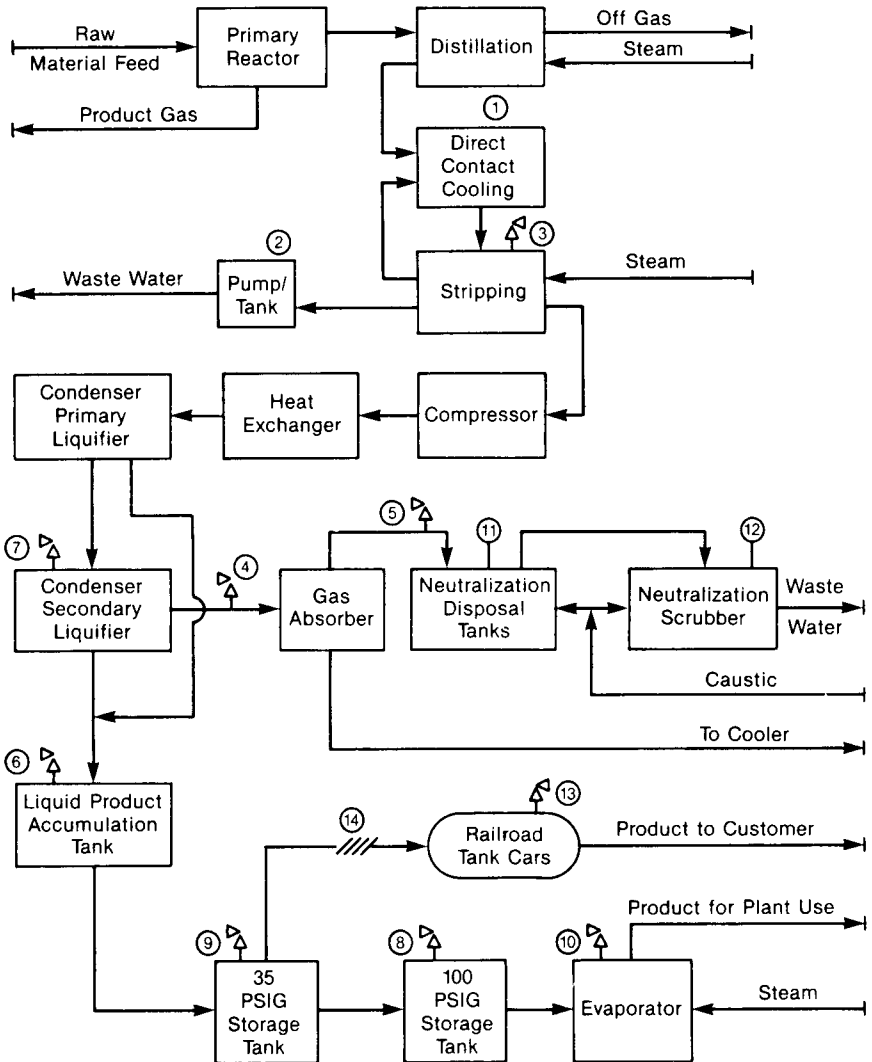 Raw
Material Feed
Primary
Reactor
Distillation
Off Gas
Steam
Product Gas
1
Direct
Contact
Cooling
3
2
Steam
Waste Water
Pump/
Tank
Stripping
Condenser
Primary
Liquifier
Heat
Exchanger
Compressor
5
11
12
7
4
Condenser
Secondary
Liquifier
Gas
Absorber
Neutralization
Disposal
Tanks
Neutralization
Scrubber
Waste
Water
Caustic
To Cooler
6
Liquid Product
Accumulation
Tank
14
13
Railroad
Tank Cars
Product to Customer
Product for Plant Use
9
8
10
35
PSIG
Storage
Tank
100
PSIG
Storage
Tank
Evaporator
Steam